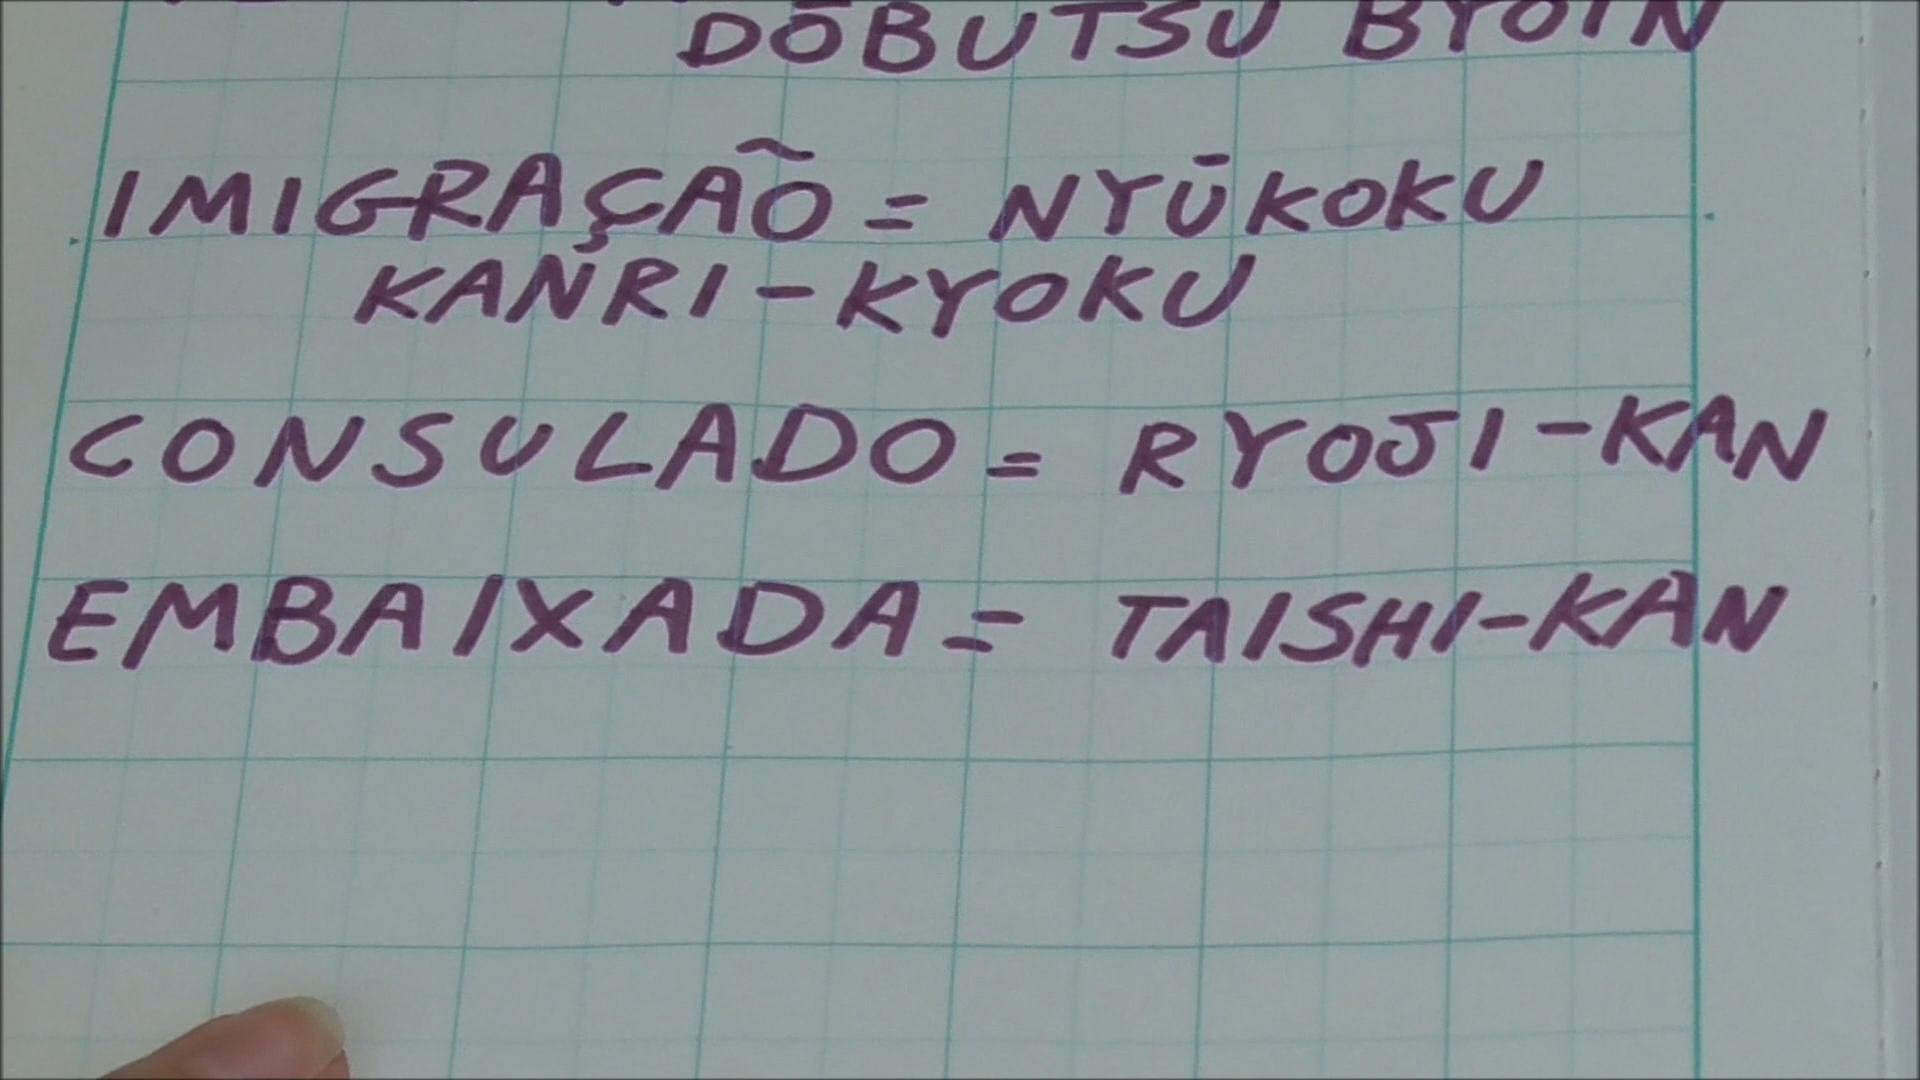 DŌBUTSU BYOIN
IMIGRAÇÃO = NYŪKOKU
KANRI-KYOKU
CONSULADO = RYOJI-KAN
EMBAIXADA = TAISHI-KAN